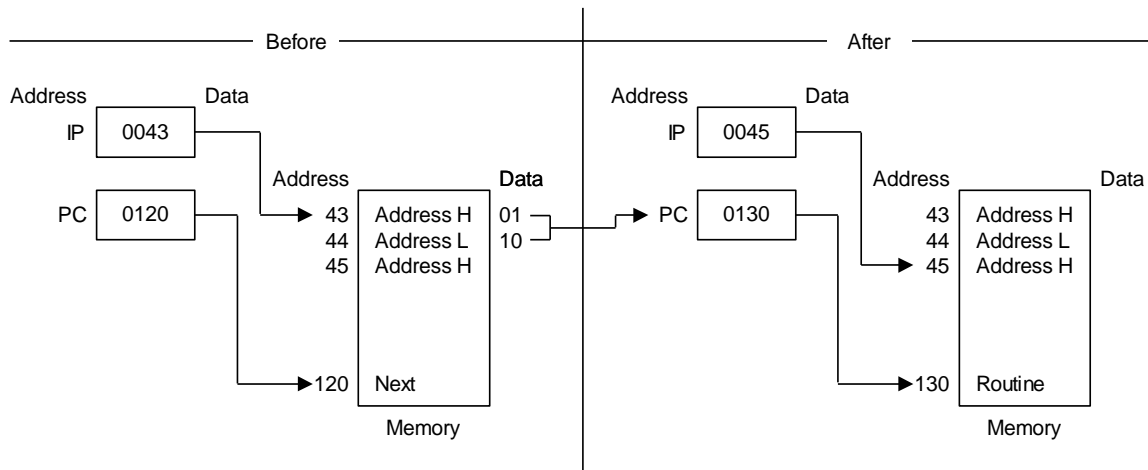 Before
Address Data
IP 0043
Address Data
PC 0120
43 Address H 01
44 Address L 10
45 Address H
120 Next
Memory
After
Address Data
IP 0045
Address Data
PC 0130
43 Address H
44 Address L
45 Address H
130 Routine
Memory